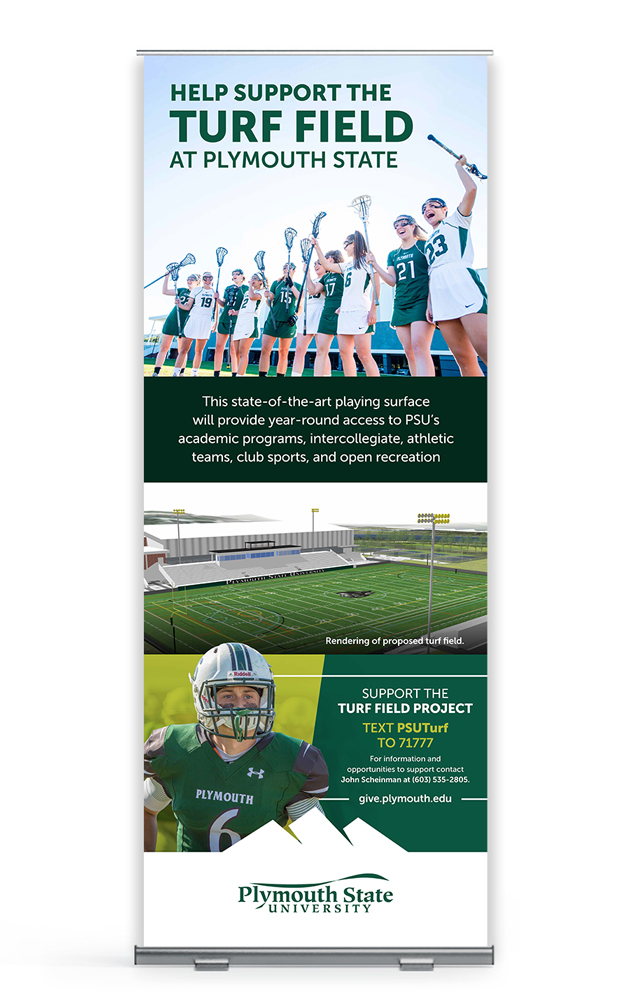 HELP SUPPORT THE
TURF FIELD
AT PLYMOUTH STATE
23
21
PLYMOUTH
19
15
17
6
2
This state-of-the-art playing surface
will provide year-round access to PSU's
academic programs, intercollegiate, athletic
teams, club sports, and open recreation
PLYMOUTH STATE UNIVERSITY
Rendering of proposed turf field.
Riddell
PLYMOUTH
6
SUPPORT THE
TURF FIELD PROJECT
TEXT PSUTurf
TO 71777
For information and
opportunities to support contact
John Scheinman at (603) 535-2805.
give.plymouth.edu
Plymouth State
UNIVERSITY